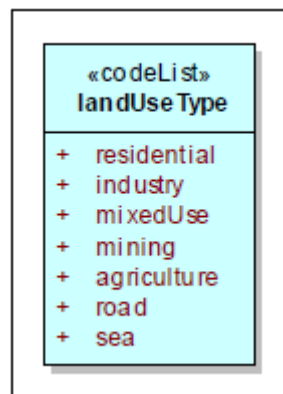 «codeList»
landUseType
+ residential
+ industry
+ mixedUse
+ mining
+ agriculture
+ road
+ sea